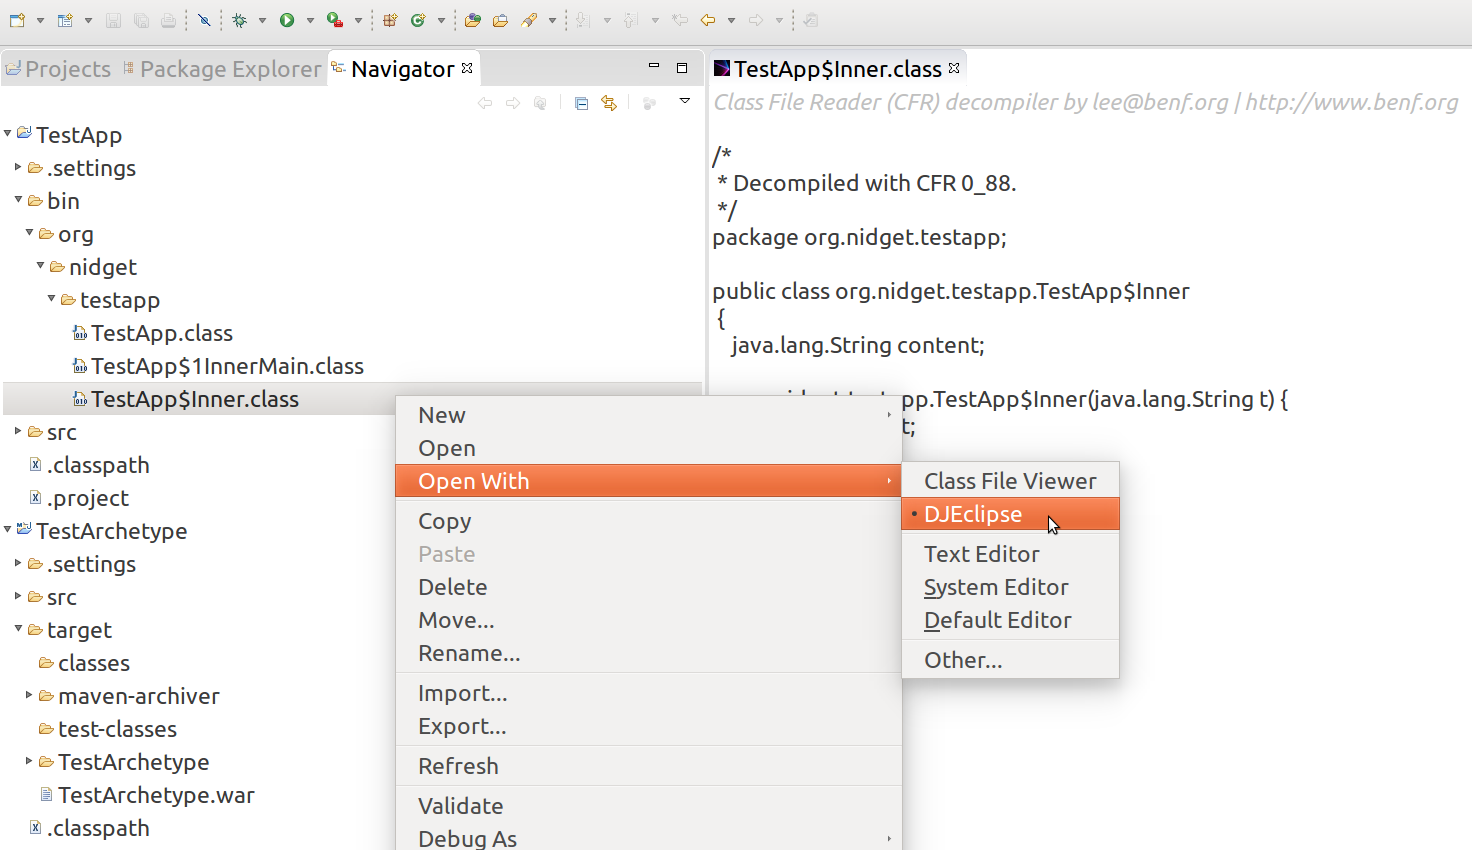 Projects Package Explorer Navigator
TestApp
.settings
bin
org
nidget
testapp
TestApp.class
TestApp$1InnerMain.class
TestApp$Inner.class
src
.classpath
.project
TestArchetype
.settings
src
target
classes
maven-archiver
test-classes
TestArchetype
TestArchetype.war
.classpath
TestApp$Inner.class
Class File Reader (CFR) decompiler by lee@benf.org | http://www.benf.org
/*
* Decompiled with CFR 0_88.
*/
package org.nidget.testapp;
public class org.nidget.testapp.TestApp$Inner
{
java.lang.String content;
pp.TestApp$Inner(java.lang.String t) {
t;
New
Open
Open With
Copy
Paste
Delete
Move...
Rename...
Import...
Export...
Refresh
Validate
Debug As
Class File Viewer
DJEclipse
Text Editor
System Editor
Default Editor
Other...